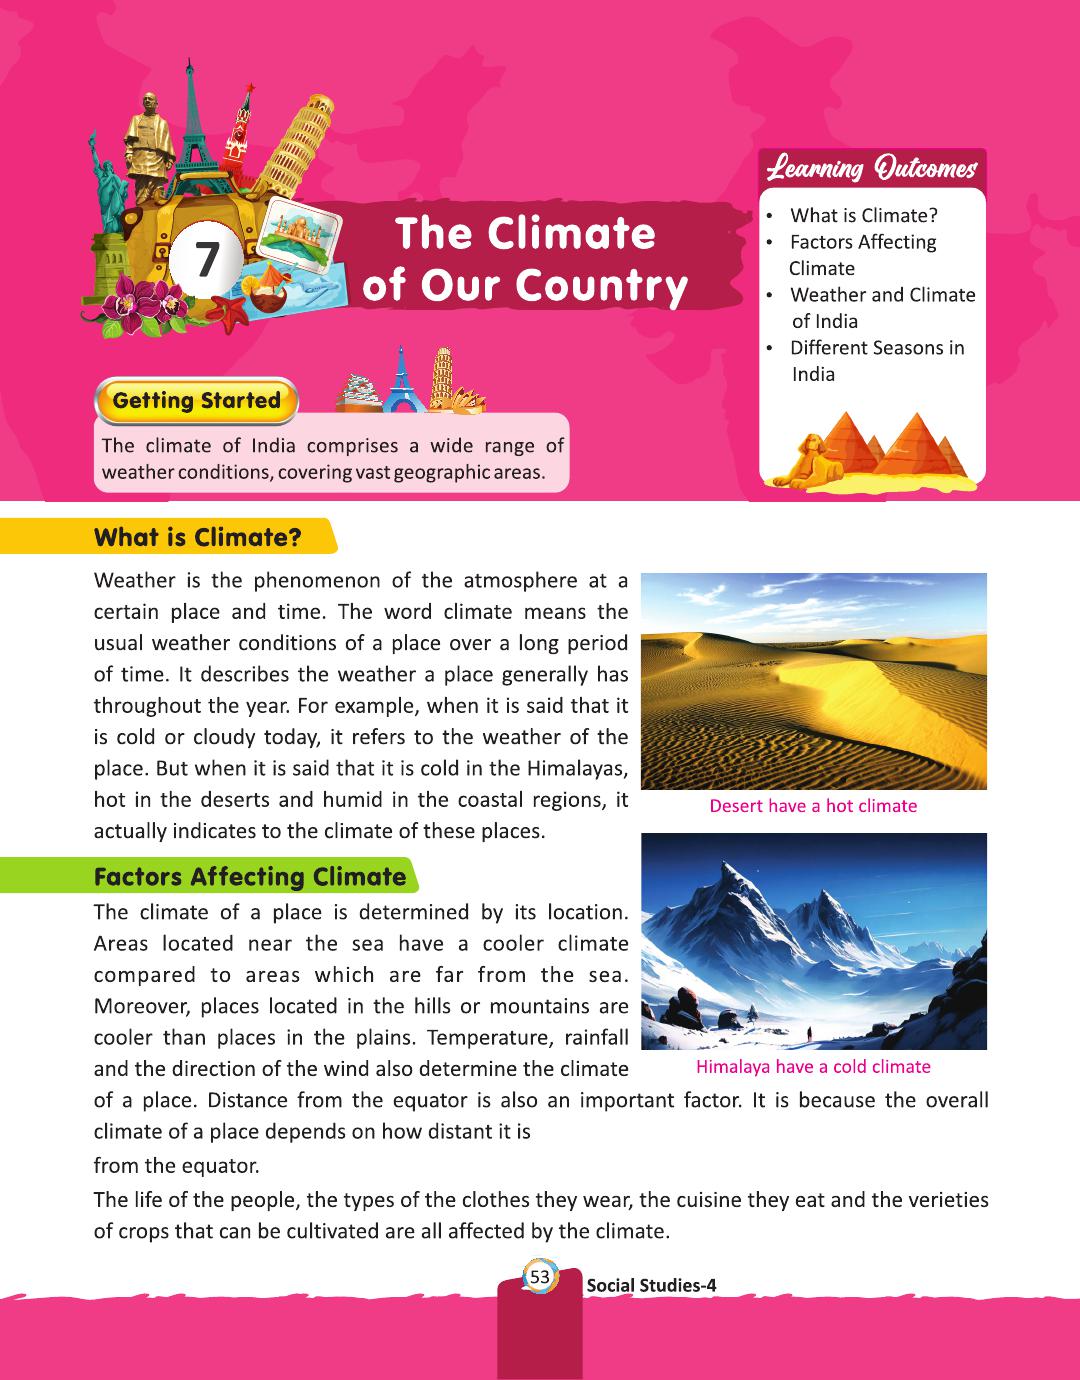 7
The Climate
of Our Country
Learning Outcomes
• What is Climate?
• Factors Affecting
Climate
• Weather and Climate
of India
• Different Seasons in
India
Getting Started
The climate of India comprises a wide range of
weather conditions, covering vast geographic areas.
What is Climate?
Weather is the phenomenon of the atmosphere at a
certain place and time. The word climate means the
usual weather conditions of a place over a long period
of time. It describes the weather a place generally has
throughout the year. For example, when it is said that it
is cold or cloudy today, it refers to the weather of the
place. But when it is said that it is cold in the Himalayas,
hot in the deserts and humid in the coastal regions, it
actually indicates to the climate of these places.
Desert have a hot climate
Factors Affecting Climate
The climate of a place is determined by its location.
Areas located near the sea have a cooler climate
compared to areas which are far from the sea.
Moreover, places located in the hills or mountains are
cooler than places in the plains. Temperature, rainfall
and the direction of the wind also determine the climate
Himalaya have a cold climate
of a place. Distance from the equator is also an important factor. It is because the overall
climate of a place depends on how distant it is
from the equator.
The life of the people, the types of the clothes they wear, the cuisine they eat and the verieties
of crops that can be cultivated are all affected by the climate.
53
Social Studies-4